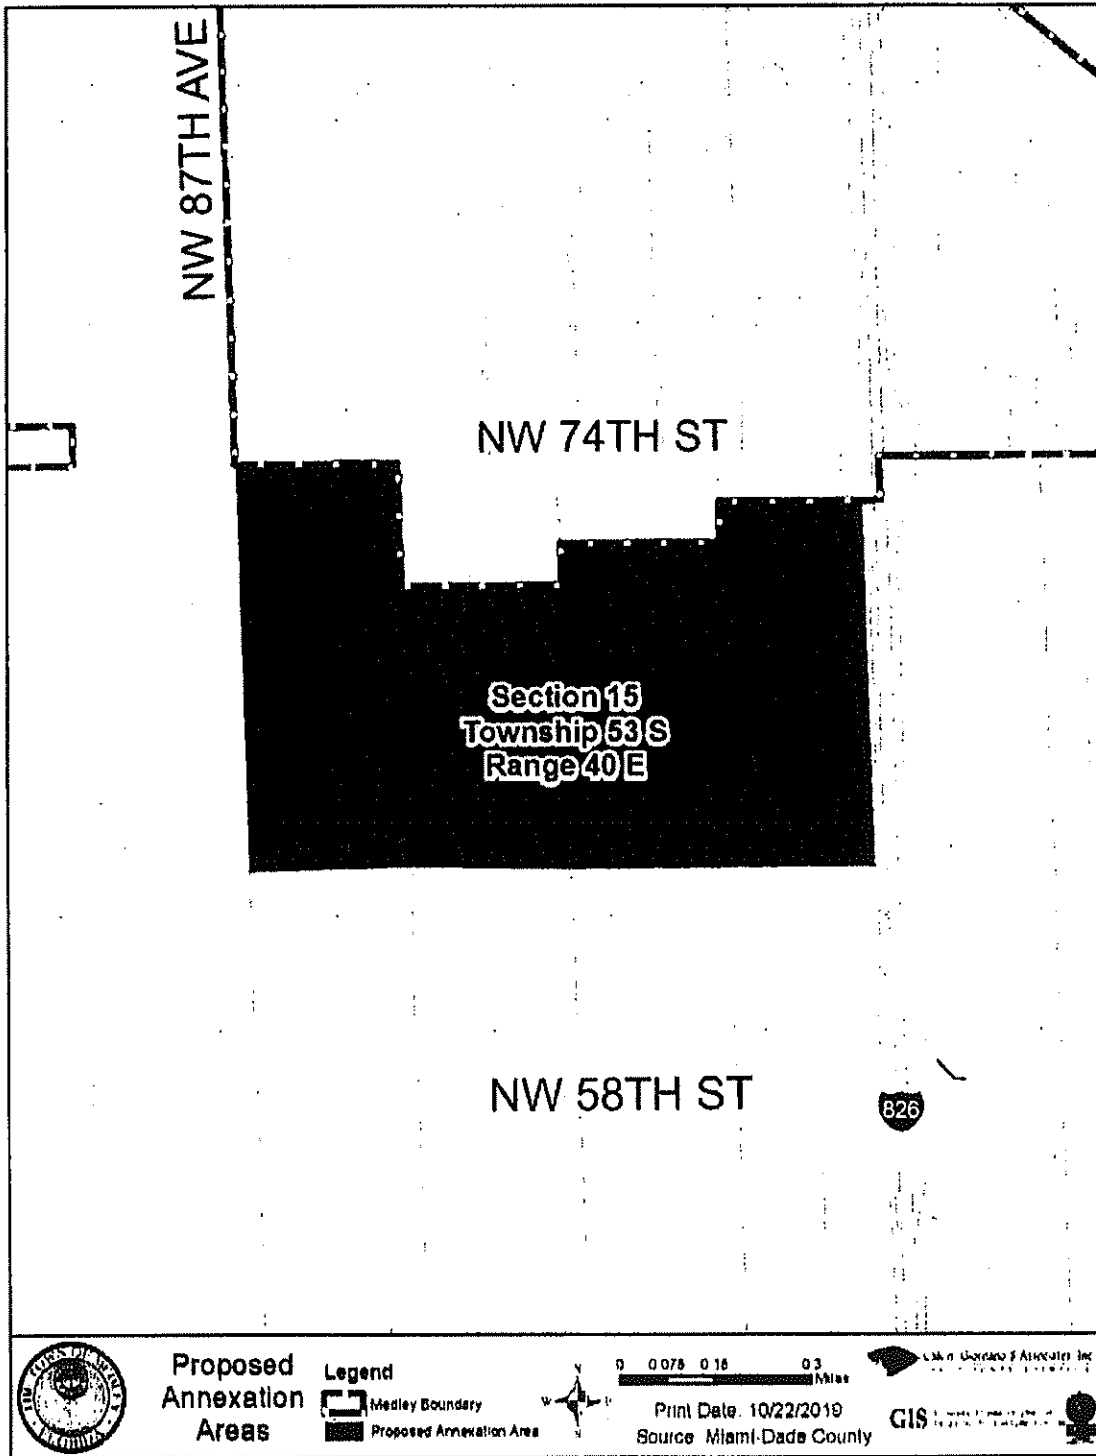 NW 87TH AVE
NW 74TH ST
Section 15
Township 53 S
Range 40 E
NW 58TH ST
826
Proposed
Annexation
Areas
Legend
Medley Boundary
Proposed Annexation Area
N
W
0 0.075 0.15 0.3
Miles
Print Date: 10/22/2019
Source: Miami-Dade County
GIS
FLORIDA